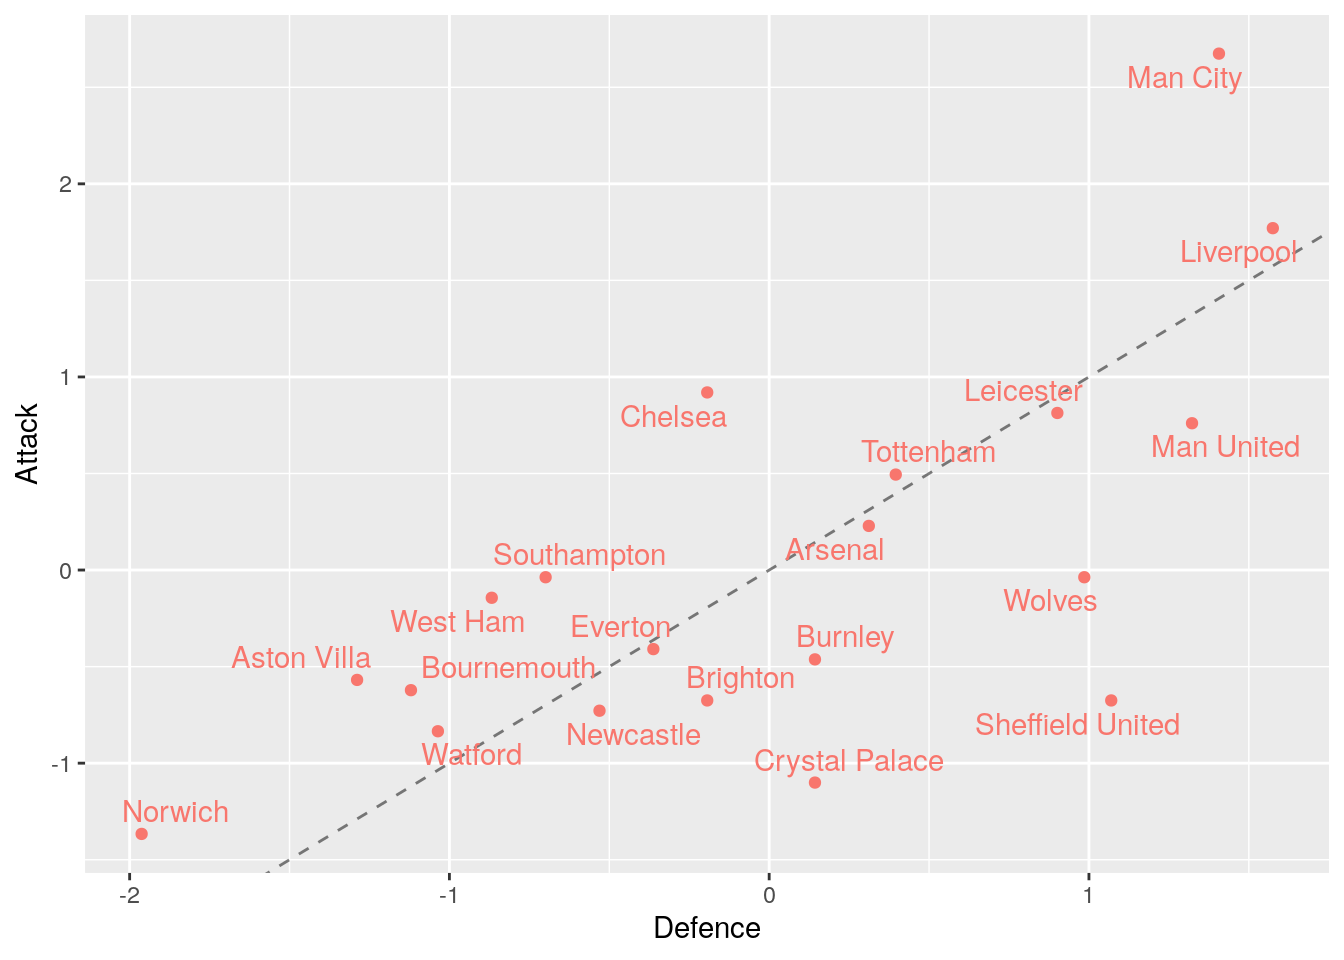 Man City
2
Liverpool
1
Leicester
Chelsea
Man United
Tottenham
Attack
Southampton
Arsenal
0
Wolves
West Ham
Everton
Burnley
Aston Villa
Bournemouth
Brighton
Sheffield United
Newcastle
Watford
Crystal Palace
-1
Norwich
-2 -1 0 1
Defence